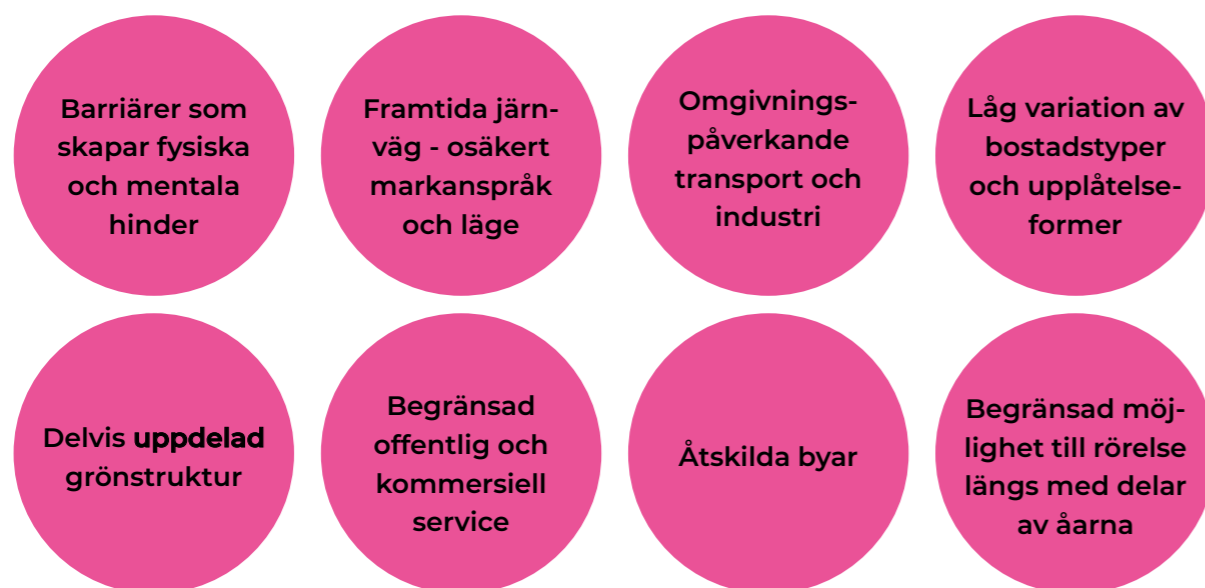 Barriärer som
skapar fysiska
och mentala
hinder
Framtida järn-
väg - osäkert
markanspråk
och läge
Omgivnings-
påverkande
transport och
industri
Låg variation av
bostadstyper
och upplåtelse-
former
Delvis uppdelad
grönstruktur
Begränsad
offentlig och
kommersiell
service
Åtskilda byar
Begränsad möj-
lighet till rörelse
längs med delar
av åarna